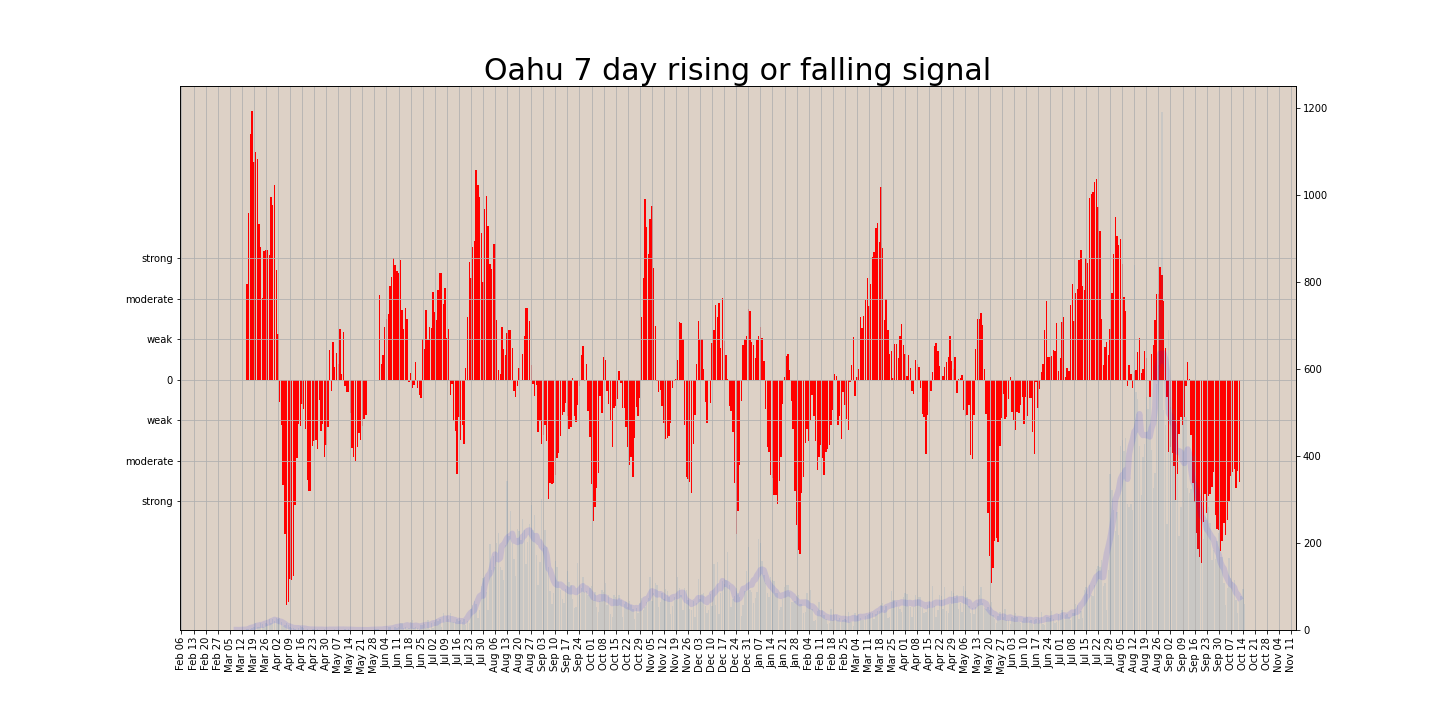 Oahu 7 day rising or falling signal
strong
moderate
weak
0
weak
moderate
strong
1200
1000
800
600
400
200
0
Feb 06
Feb 13
Feb 20
Feb 27
Mar 05
Mar 12
Mar 19
Mar 26
Apr 02
Apr 09
Apr 16
Apr 23
Apr 30
May 07
May 14
May 21
May 28
Jun 04
Jun 11
Jun 18
Jun 25
Jul 02
Jul 09
Jul 16
Jul 23
Jul 30
Aug 06
Aug 13
Aug 20
Aug 27
Sep 03
Sep 10
Sep 17
Sep 24
Oct 01
Oct 08
Oct 15
Oct 22
Oct 29
Nov 05
Nov 12
Nov 19
Nov 26
Dec 03
Dec 10
Dec 17
Dec 24
Dec 31
Jan 07
Jan 14
Jan 21
Jan 28
Feb 04
Feb 11
Feb 18
Feb 25
Mar 04
Mar 11
Mar 18
Mar 25
Apr 01
Apr 08
Apr 15
Apr 22
Apr 29
May 06
May 13
May 20
May 27
Jun 03
Jun 10
Jun 17
Jun 24
Jul 01
Jul 08
Jul 15
Jul 22
Jul 29
Aug 05
Aug 12
Aug 19
Aug 26
Sep 02
Sep 09
Sep 16
Sep 23
Sep 30
Oct 07
Oct 14
Oct 21
Oct 28
Nov 04
Nov 11